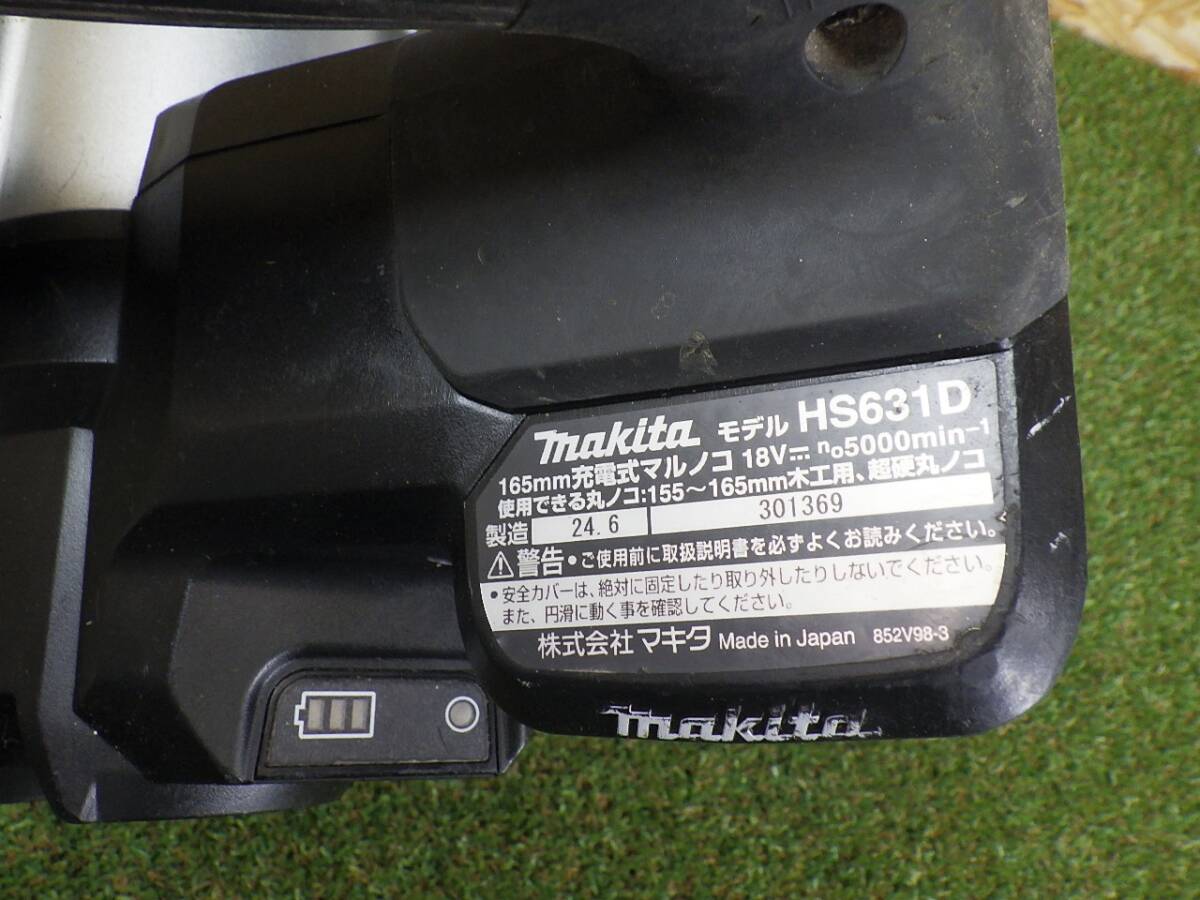 makita モデル HS631D
165mm充電式マルノコ 18V⎓ n₀5000min⁻¹
使用できる丸ノコ:155～165mm木工用、超硬丸ノコ
製造 24.6 301369
⚠警告・ご使用前に取扱説明書を必ずよくお読みください。
・安全カバーは、絶対に固定したり取り外したりしないでください。
また、円滑に動く事を確認してください。
株式会社マキタ Made in Japan 852V98-3
makita